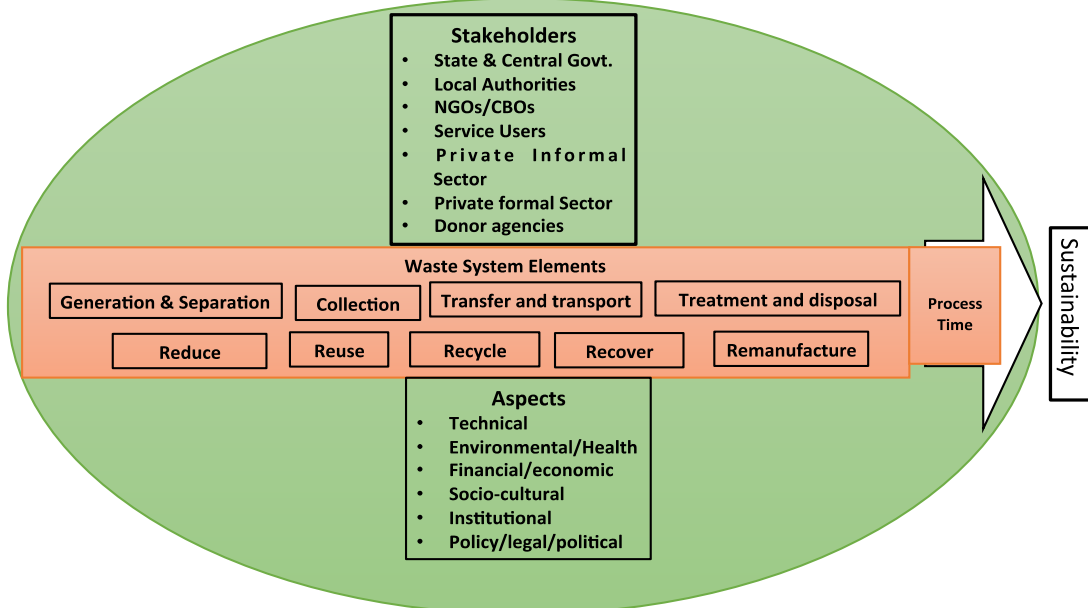 Stakeholders
• State & Central Govt.
• Local Authorities
• NGOs/CBOs
• Service Users
• Private Informal
Sector
• Private formal Sector
• Donor agencies
Waste System Elements
Generation & Separation
Collection
Transfer and transport
Treatment and disposal
Reduce
Reuse
Recycle
Recover
Remanufacture
Process
Time
Sustainability
Aspects
• Technical
• Environmental/Health
• Financial/economic
• Socio-cultural
• Institutional
• Policy/legal/political